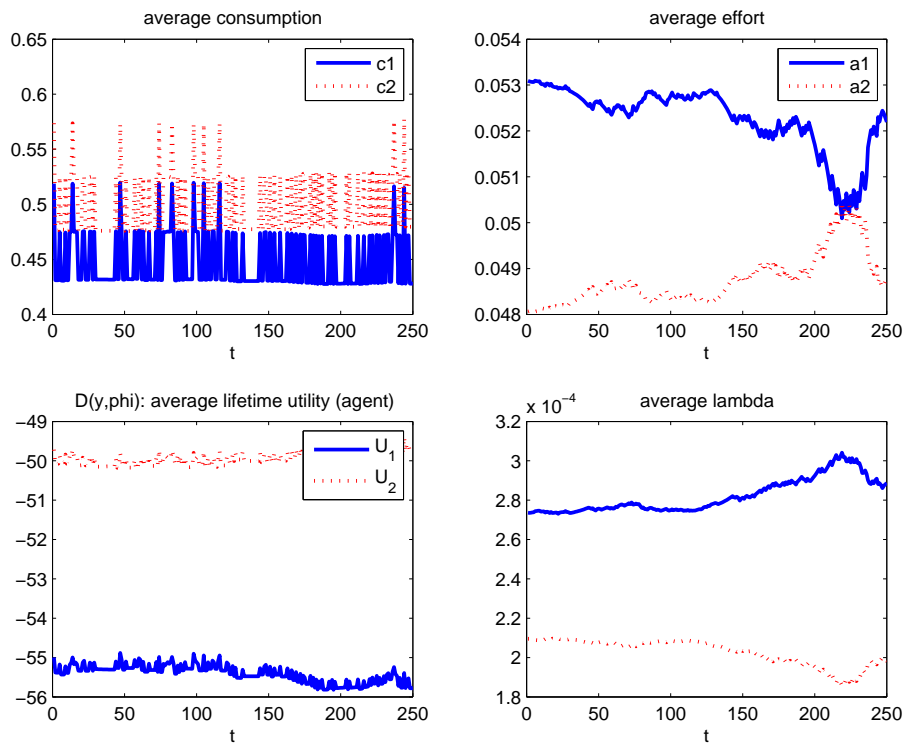 average consumption
0.65
0.6
0.55
0.5
0.45
0.4
0 50 100 150 200 250
t
c1
c2
average effort
0.054
0.053
0.052
0.051
0.05
0.049
0.048
0 50 100 150 200 250
t
a1
a2
D(y,phi): average lifetime utility (agent)
−49
−50
−51
−52
−53
−54
−55
−56
0 50 100 150 200 250
t
U_1
U_2
average lambda
x 10^-4
3.2
3
2.8
2.6
2.4
2.2
2
1.8
0 50 100 150 200 250
t